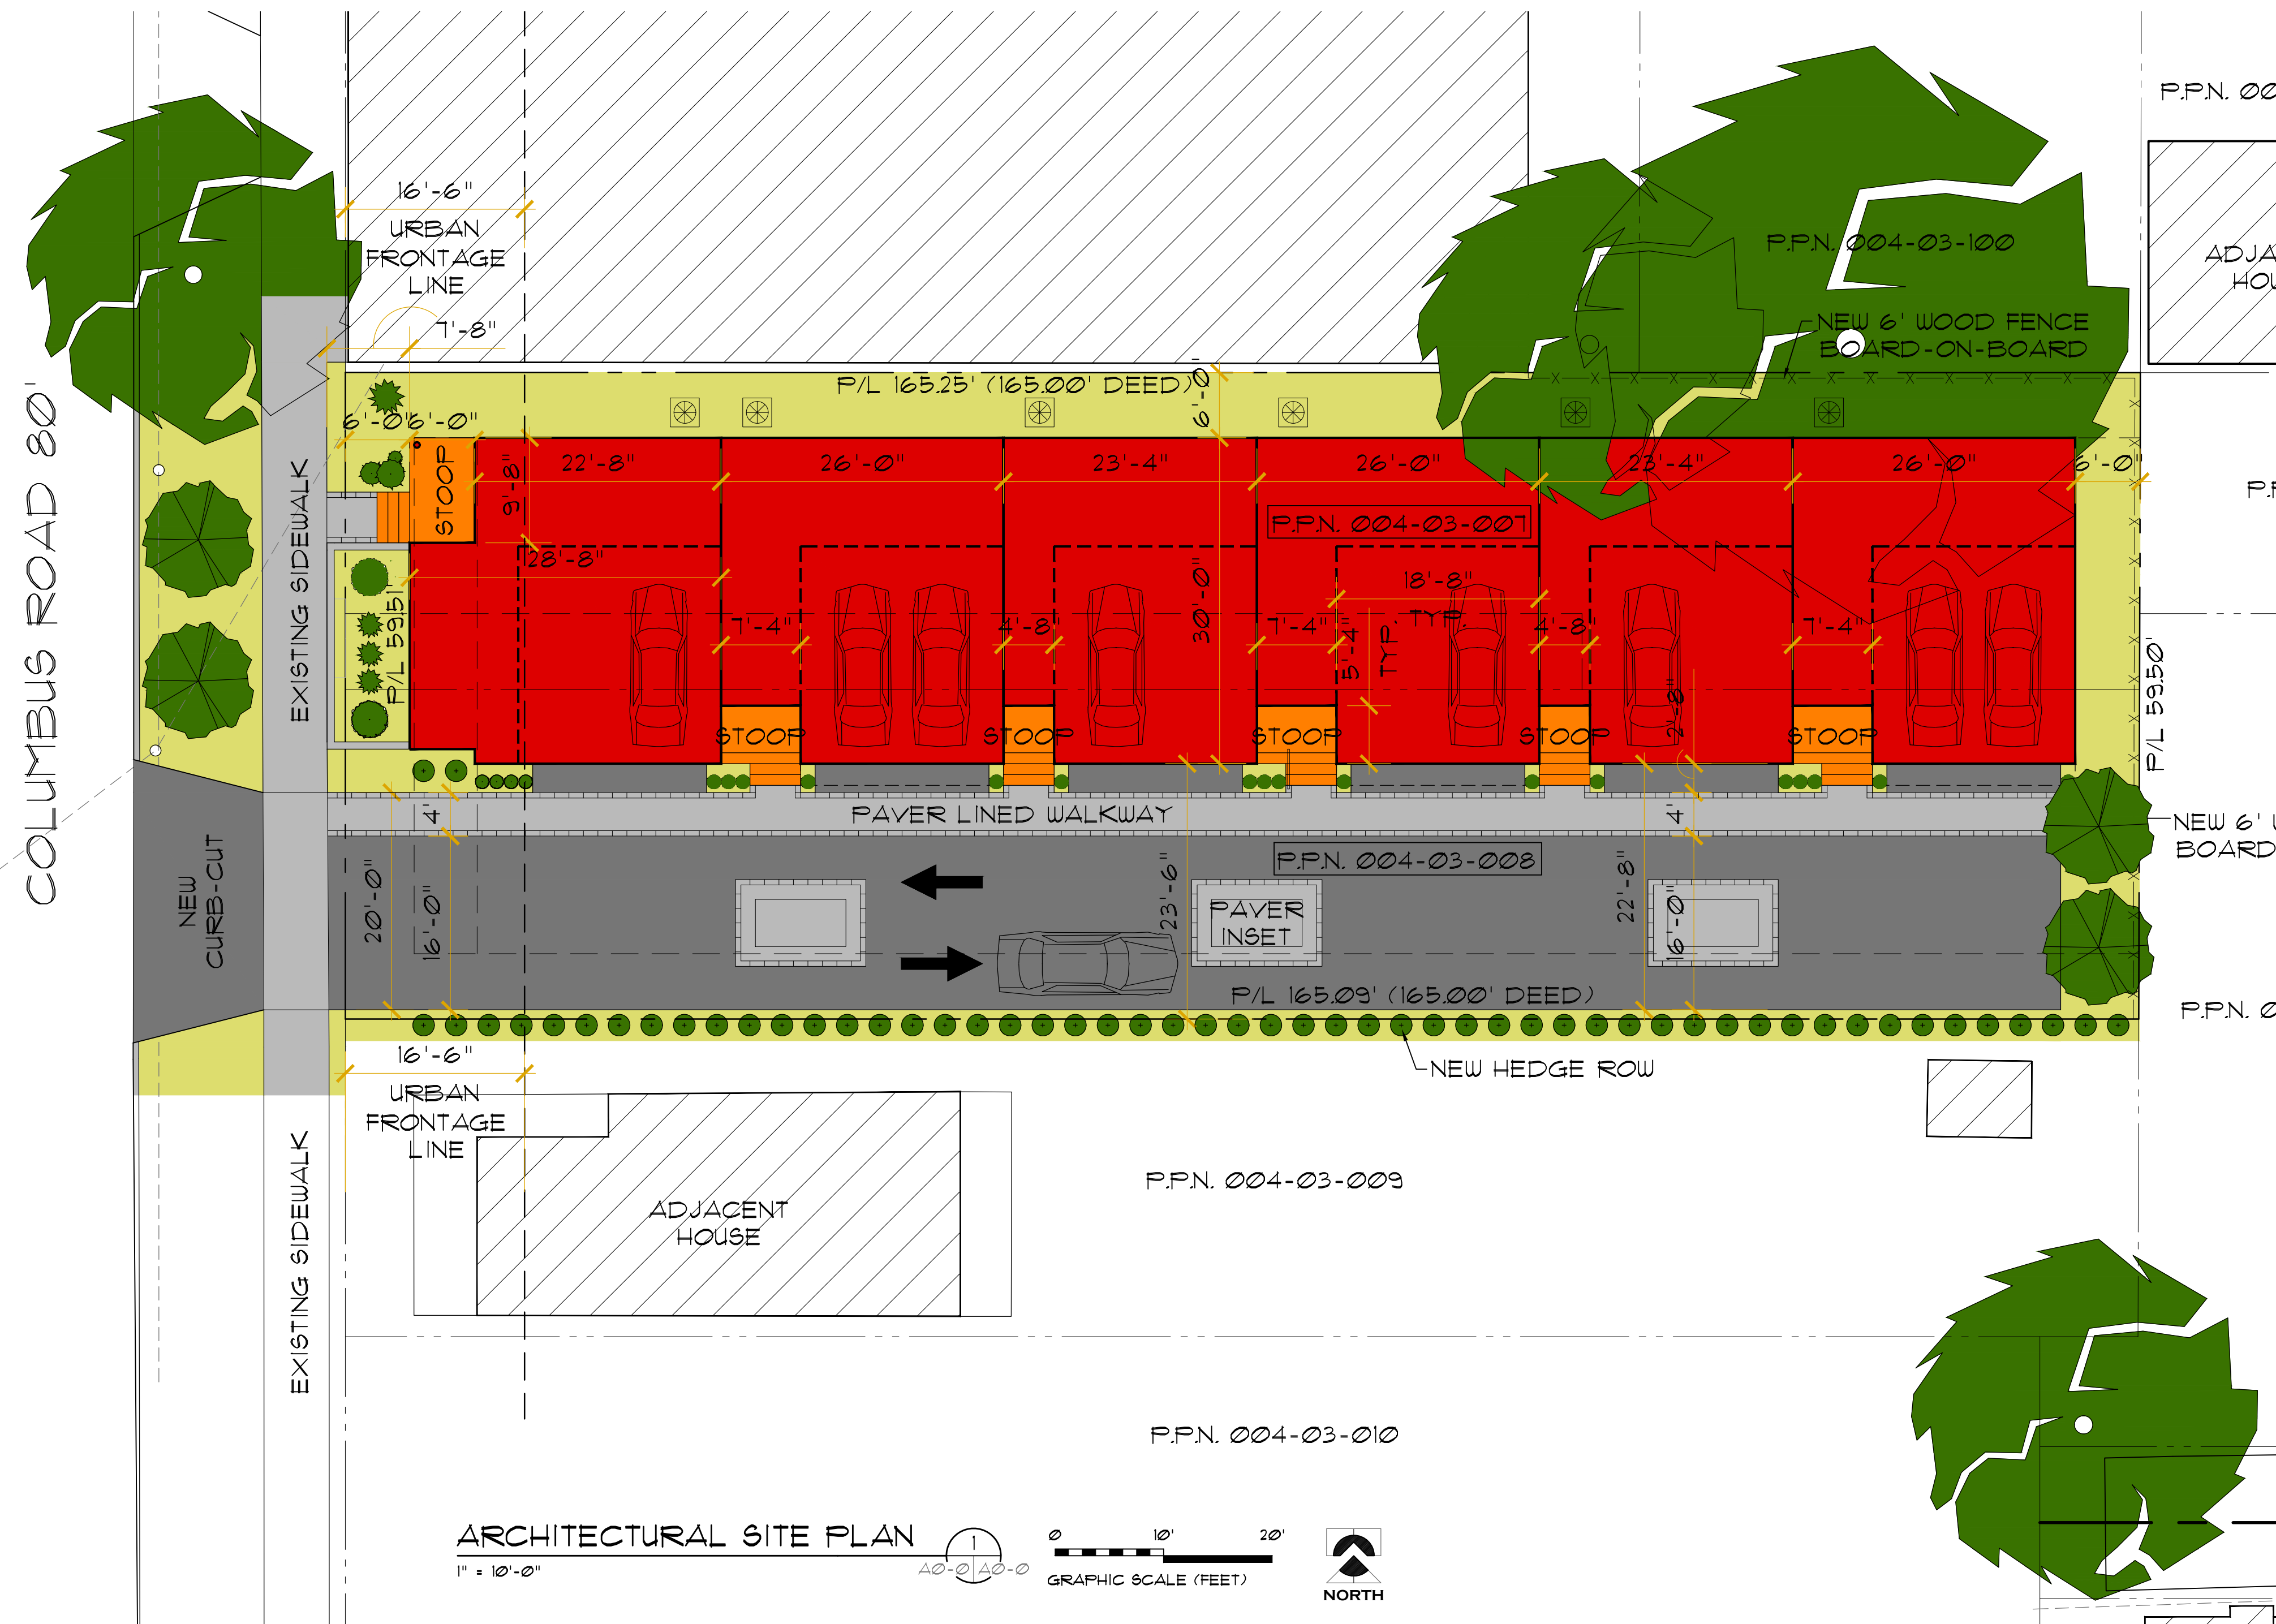 16'-6"
URBAN
FRONTAGE
LINE
7'-8"
P.P.N. 004-03-100
NEW 6' WOOD FENCE
BOARD-ON-BOARD
P/L 165.25' (165.00' DEED)
6'-0"
6'-0"
6'-0"
STOOP
9'-8"
22'-8"
26'-0"
23'-4"
26'-0"
23'-4"
26'-0"
6'-0"
P.P.N. 004-03-007
28'-8"
COLUMBUS ROAD 80'
EXISTING SIDEWALK
P/L 59.51'
30'-0"
18'-8"
TYP.
5'-4"
TYP.
7'-4"
4'-8"
7'-4"
4'-8"
7'-4"
2'-8"
P/L 59.50'
STOOP
STOOP
STOOP
STOOP
STOOP
4'
PAVER LINED WALKWAY
4'
NEW
CURB-CUT
20'-0"
16'-0"
23'-6"
P.P.N. 004-03-008
PAVER
INSET
22'-8"
16'-0"
NEW 6'
BOARD
P/L 165.09' (165.00' DEED)
NEW HEDGE ROW
16'-6"
URBAN
FRONTAGE
LINE
EXISTING SIDEWALK
ADJACENT
HOUSE
P.P.N. 004-03-009
P.P.N. 004-03-010
ARCHITECTURAL SITE PLAN
1" = 10'-0"
1
A0-0 A0-0
0 10' 20'
GRAPHIC SCALE (FEET)
NORTH